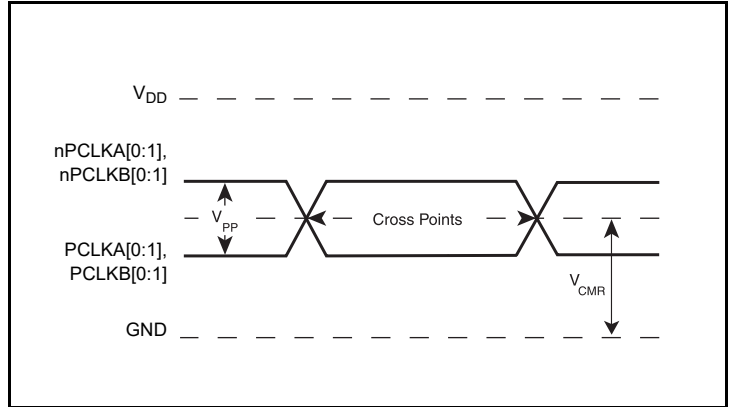 VDD
nPCLKA[0:1],
nPCLKB[0:1]
VPP
Cross Points
PCLKA[0:1],
PCLKB[0:1]
VCMR
GND